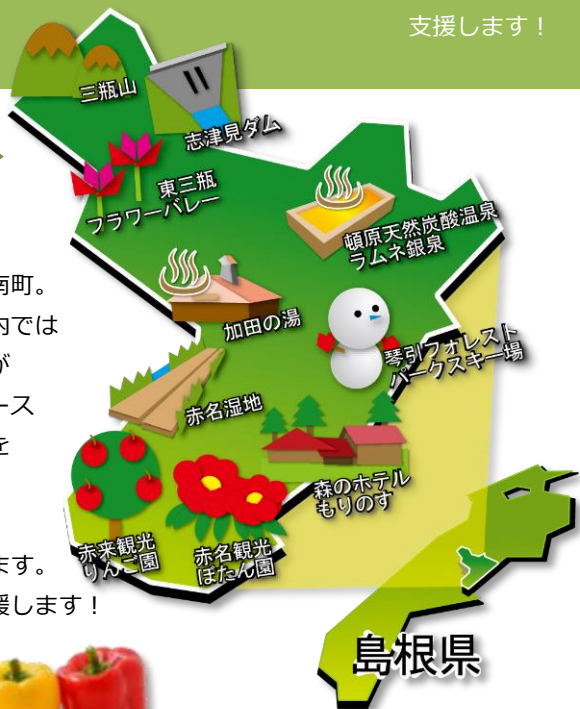 支援します！
三瓶山
志津見ダム
東三瓶
フラワーバレー
頓原天然炭酸温泉
ラムネ銀泉
南町。
内では
加田の湯
が
琴引フォレスト
パークスキー場
ース
赤名湿地
を
森のホテル
もりのす
赤来観光
りんご園
赤名観光
ぼたん園
ます。
援します！
島根県